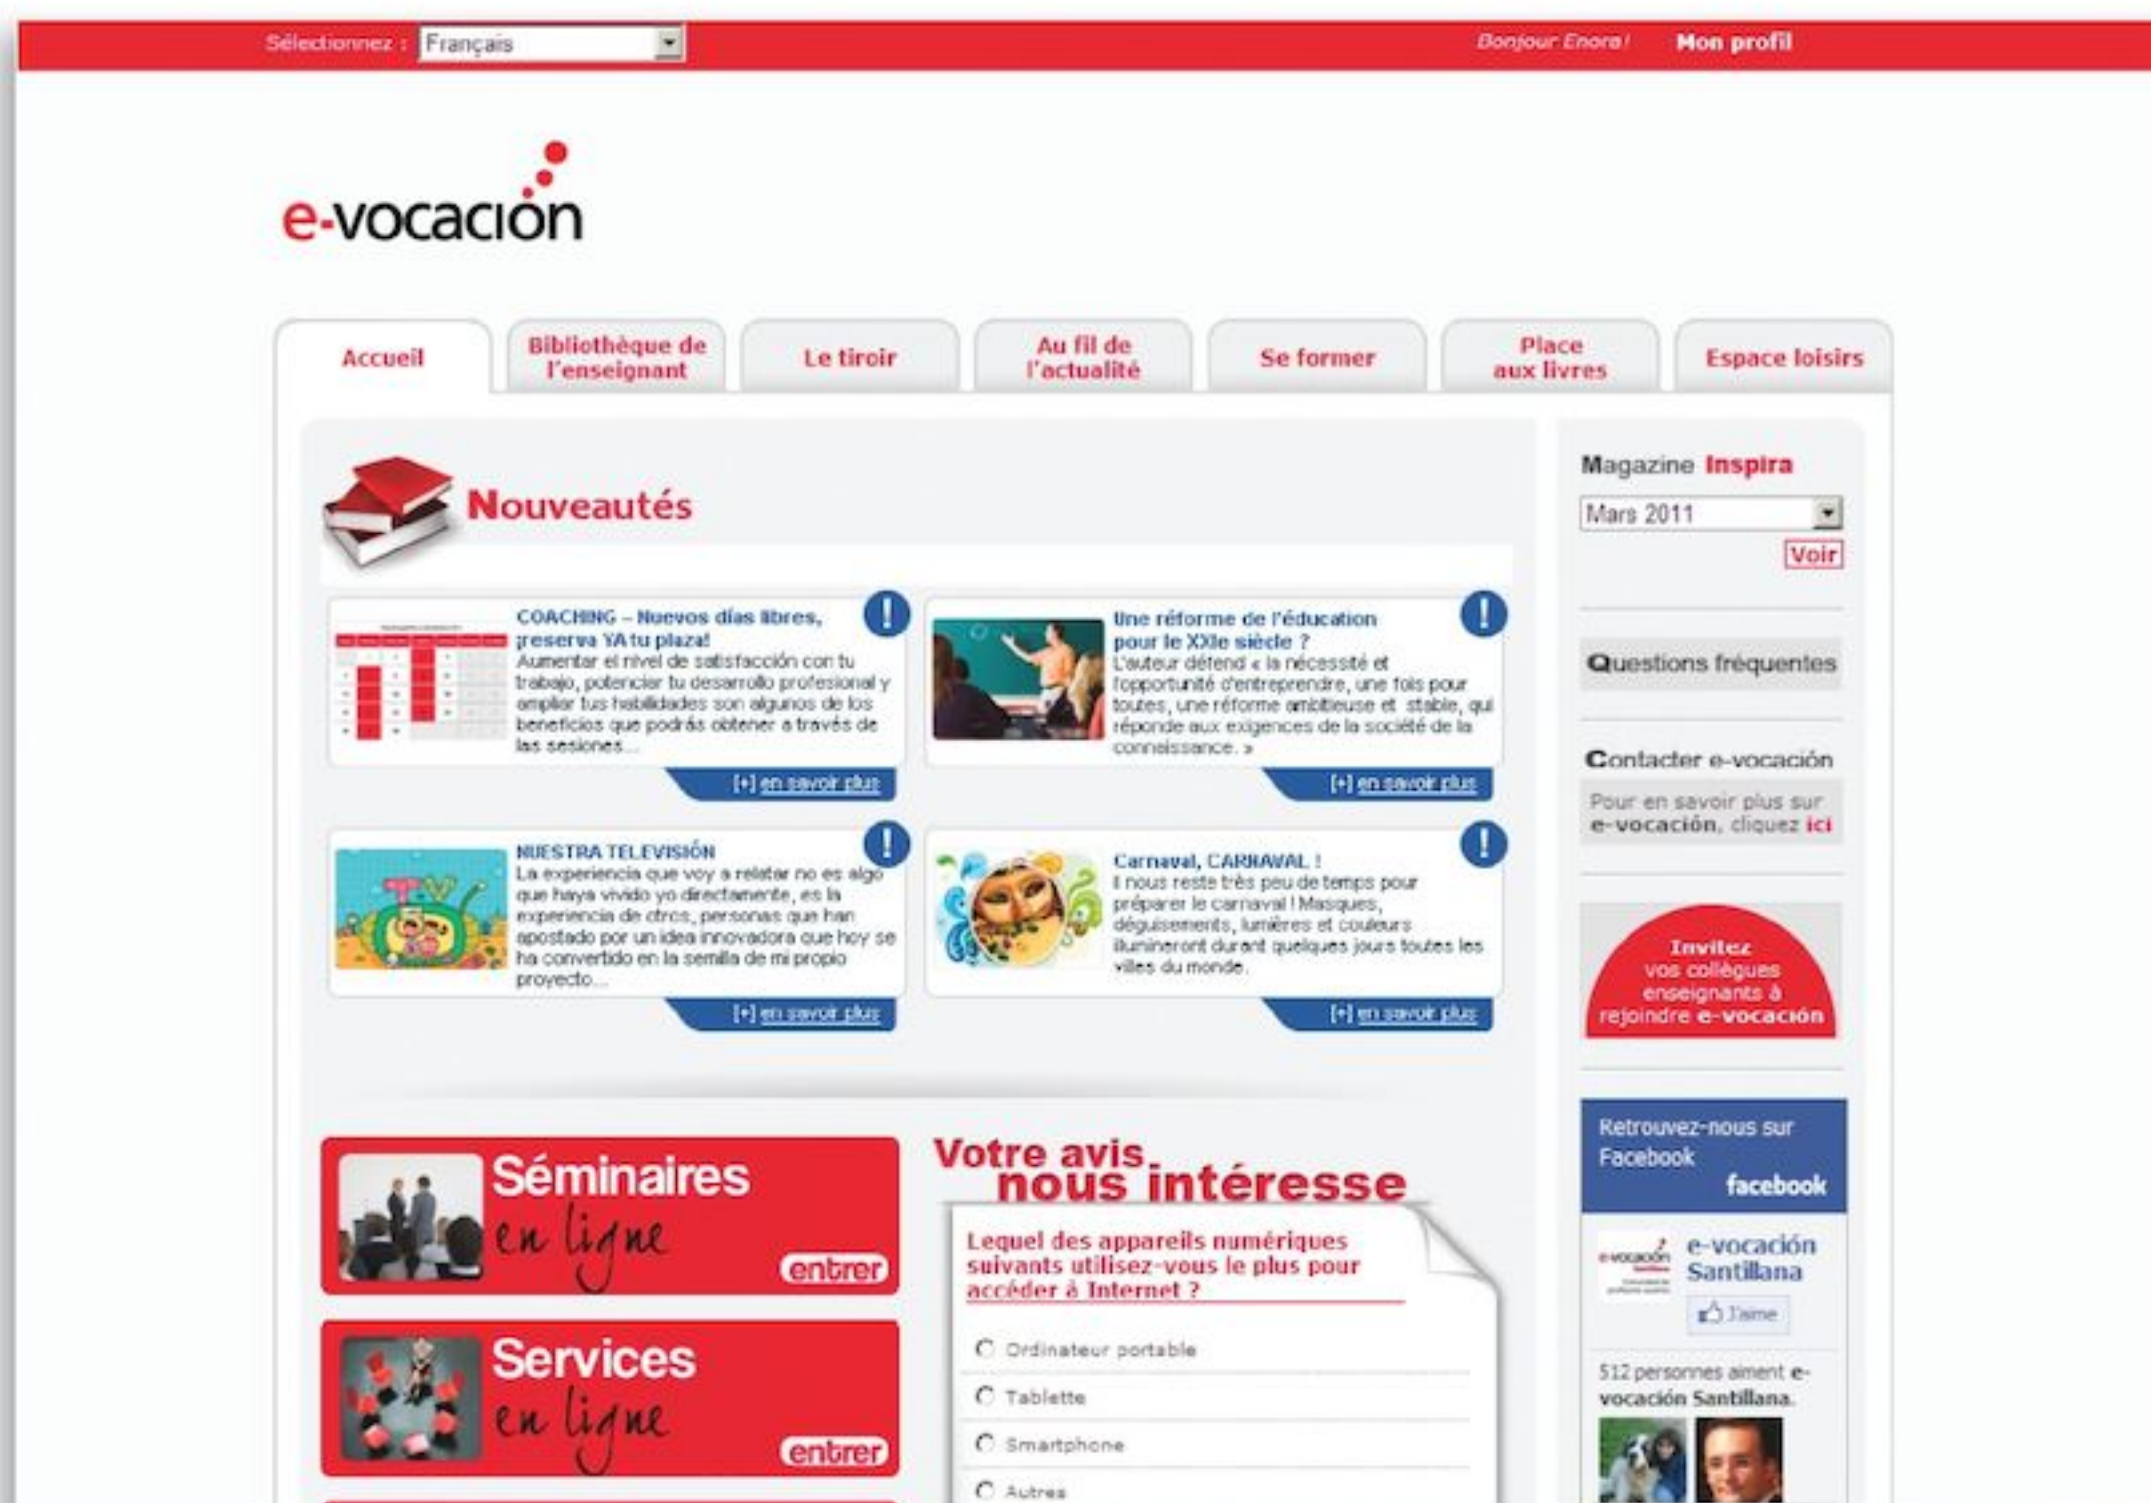 Sélectionnez : Français
Bonjour Enora!
Mon profil
e-vocación
Accueil
Bibliothèque de
l'enseignant
Le tiroir
Au fil de
l'actualité
Se former
Place
aux livres
Espace loisirs
Nouveautés
COACHING – Nuevos días libres,
¡reserva YA tu plaza!
Aumentar el nivel de satisfacción con tu
trabajo, potenciar tu desarrollo profesional y
ampliar tus habilidades son algunos de los
beneficios que podrás obtener a través de
las sesiones...
[+] en savoir plus
Une réforme de l'éducation
pour le XXIe siècle ?
L'auteur défend « la nécessité et
l'opportunité d'entreprendre, une fois pour
toutes, une réforme ambitieuse et stable, qui
réponde aux exigences de la société de la
connaissance. »
[+] en savoir plus
NUESTRA TELEVISIÓN
La experiencia que voy a relatar no es algo
que haya vivido yo directamente, es la
experiencia de otros, personas que han
apostado por un idea innovadora que hoy se
ha convertido en la semilla de mi propio
proyecto...
[+] en savoir plus
Carnaval, CARNAVAL !
Il nous reste très peu de temps pour
préparer le carnaval ! Masques,
déguisements, lumières et couleurs
illumineront durant quelques jours toutes les
villes du monde.
[+] en savoir plus
Séminaires
en ligne
entrer
Services
en ligne
entrer
Votre avis
nous intéresse
Lequel des appareils numériques
suivants utilisez-vous le plus pour
accéder à Internet ?
Ordinateur portable
Tablette
Smartphone
Autres
Magazine Inspira
Mars 2011
Voir
Questions fréquentes
Contacter e-vocación
Pour en savoir plus sur
e-vocación, cliquez ici
Invitez
vos collègues
enseignants à
rejoindre e-vocación
Retrouvez-nous sur
Facebook
facebook
e-vocación
e-vocación
Santillana
J'aime
512 personnes aiment e-
vocación Santillana.